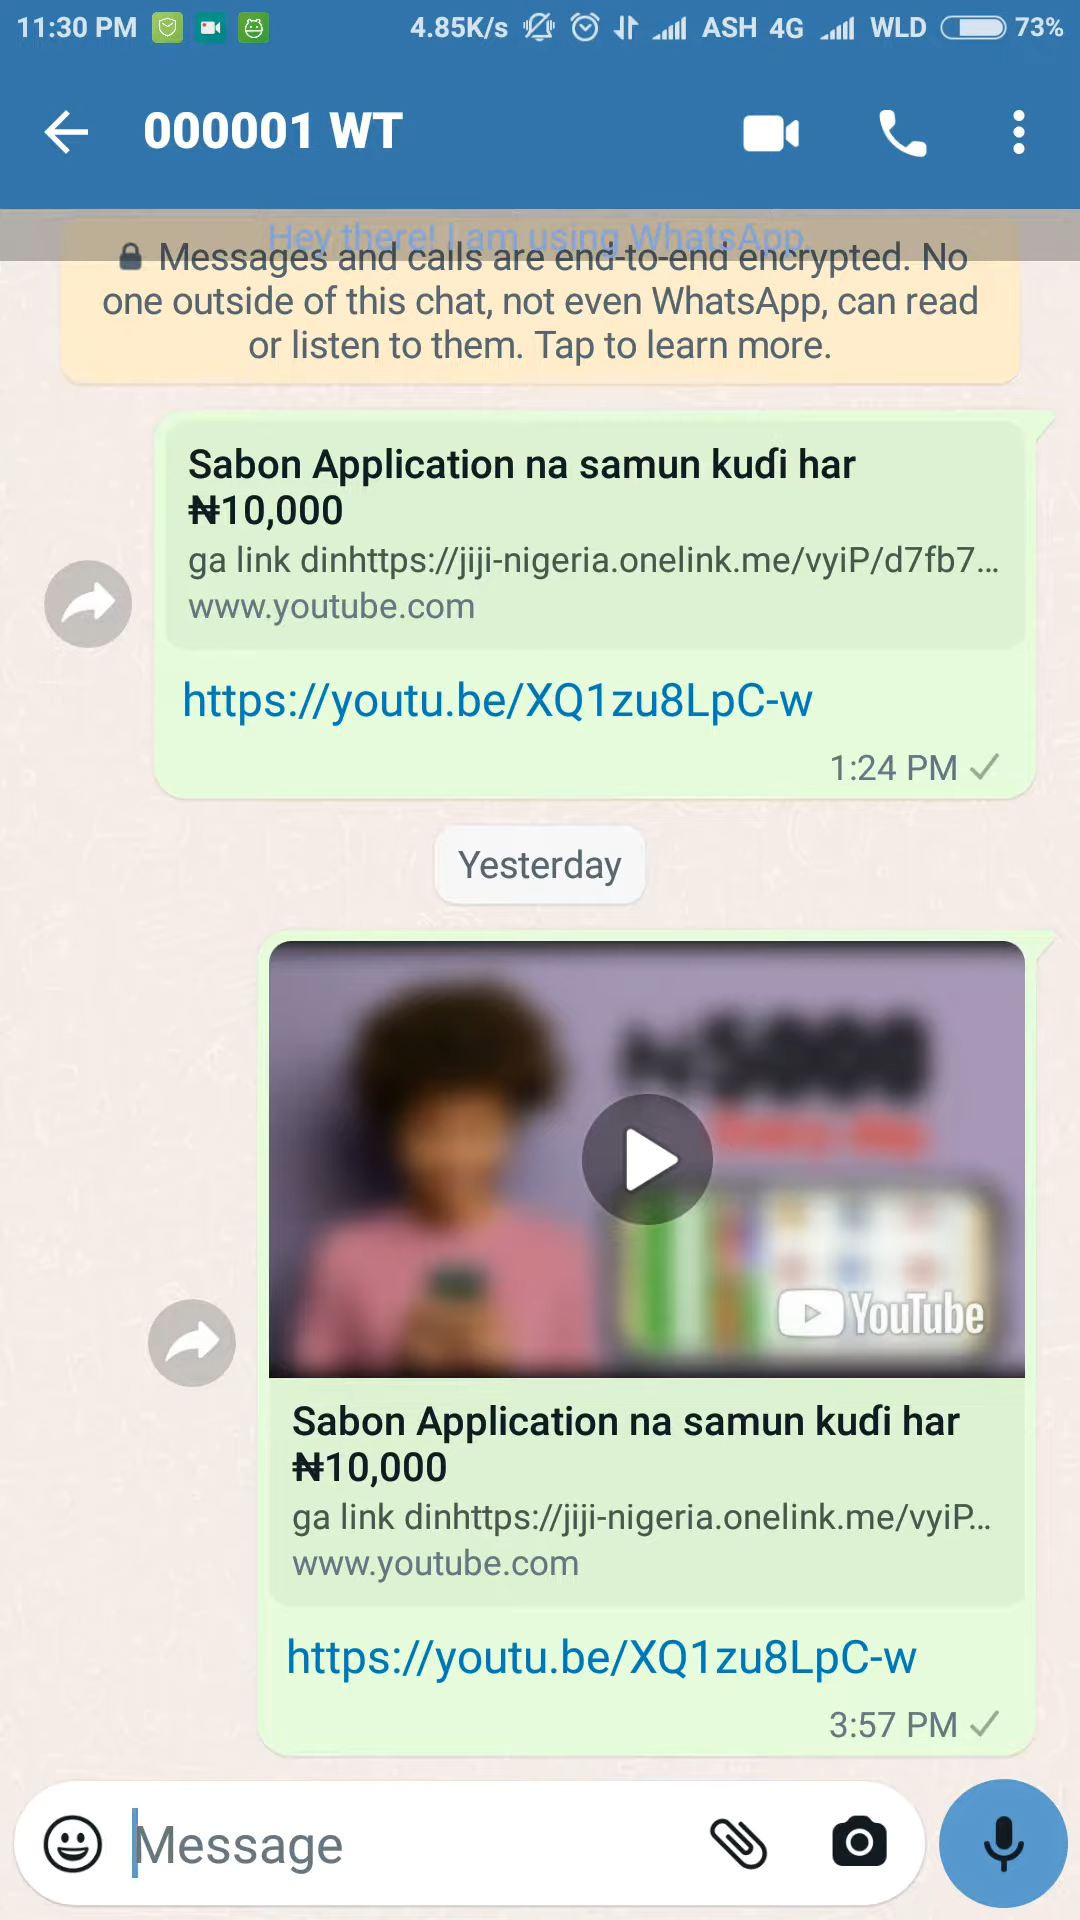 11:30 PM 4.85K/s ASH 4G WLD 73%
000001 WT
Hey there! I am using WhatsApp.
Messages and calls are end-to-end encrypted. No
one outside of this chat, not even WhatsApp, can read
or listen to them. Tap to learn more.
Sabon Application na samun kuɗi har
₦10,000
ga link dinhttps://jiji-nigeria.onelink.me/vyiP/d7fb7...
www.youtube.com
https://youtu.be/XQ1zu8LpC-w
1:24 PM
Yesterday
₦5000
YouTube
Sabon Application na samun kuɗi har
₦10,000
ga link dinhttps://jiji-nigeria.onelink.me/vyiP...
www.youtube.com
https://youtu.be/XQ1zu8LpC-w
3:57 PM
Message